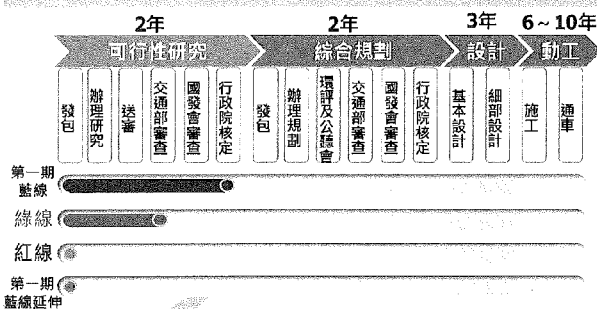 2年
2年
3年
6～10年
可行性研究
綜合規劃
設計
動工
發包
辦理研究
送審
交通部審查
國發會審查
行政院核定
發包
辦理規劃
環評及公聽會
交通部審查
國發會審查
行政院核定
基本設計
細部設計
施工
通車
第一期
藍線
綠線
紅線
第一期
藍線延伸